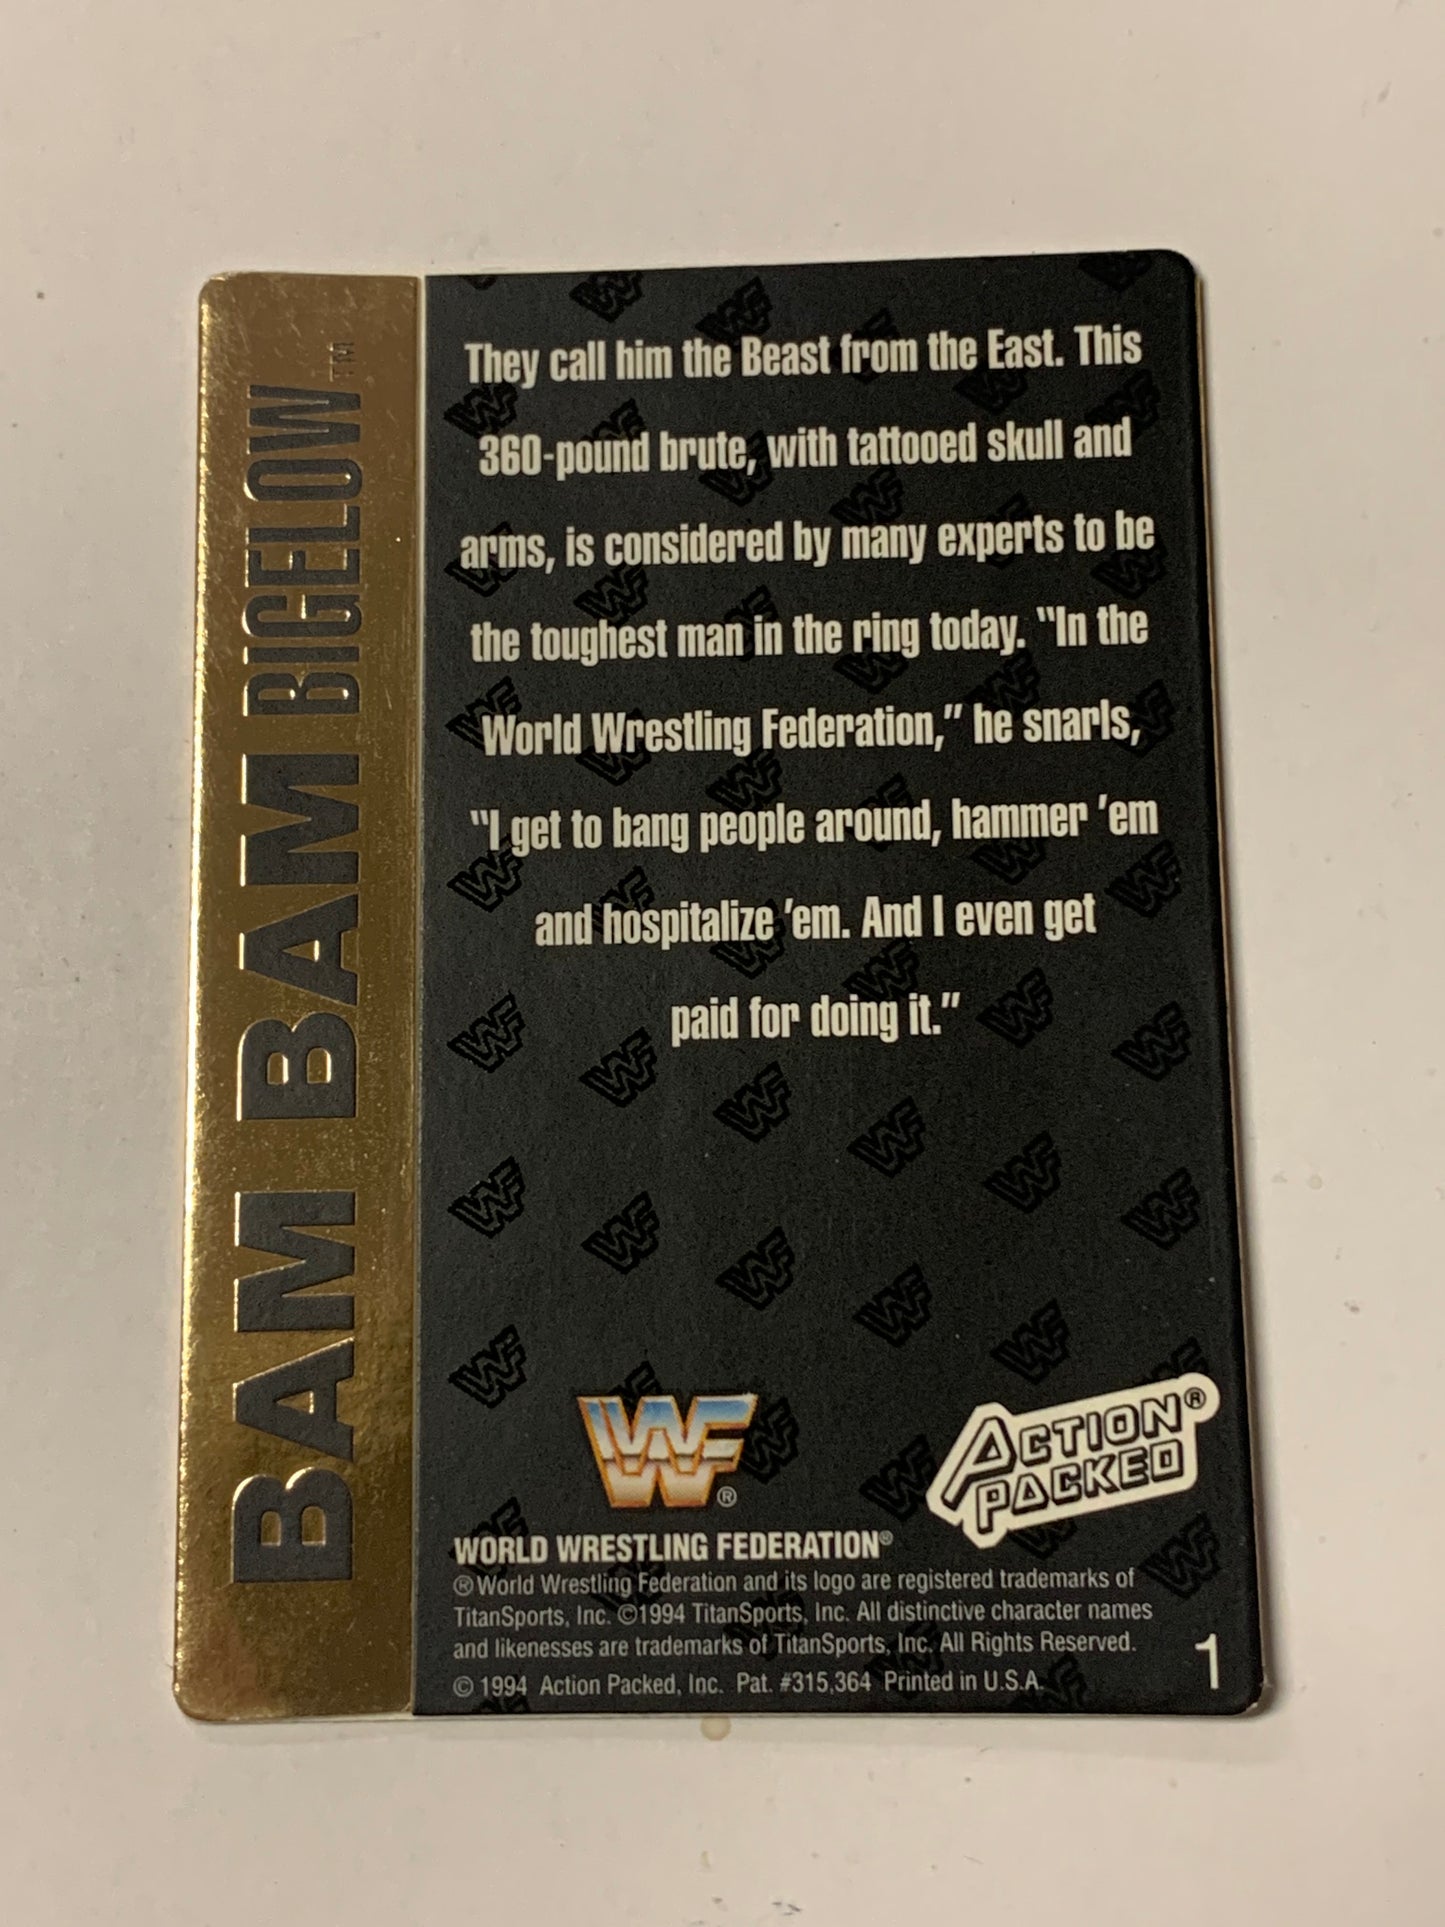 BAM BAM BIGELOW™
They call him the Beast from the East. This
360-pound brute, with tattooed skull and
arms, is considered by many experts to be
the toughest man in the ring today. "In the
World Wrestling Federation," he snarls,
"I get to bang people around, hammer 'em
and hospitalize 'em. And I even get
paid for doing it."
WF®
ACTION®
PACKED
WORLD WRESTLING FEDERATION®
®World Wrestling Federation and its logo are registered trademarks of
TitanSports, Inc. ©1994 TitanSports, Inc. All distinctive character names
and likenesses are trademarks of TitanSports, Inc. All Rights Reserved.
© 1994 Action Packed, Inc. Pat. #315,364 Printed in U.S.A.
1